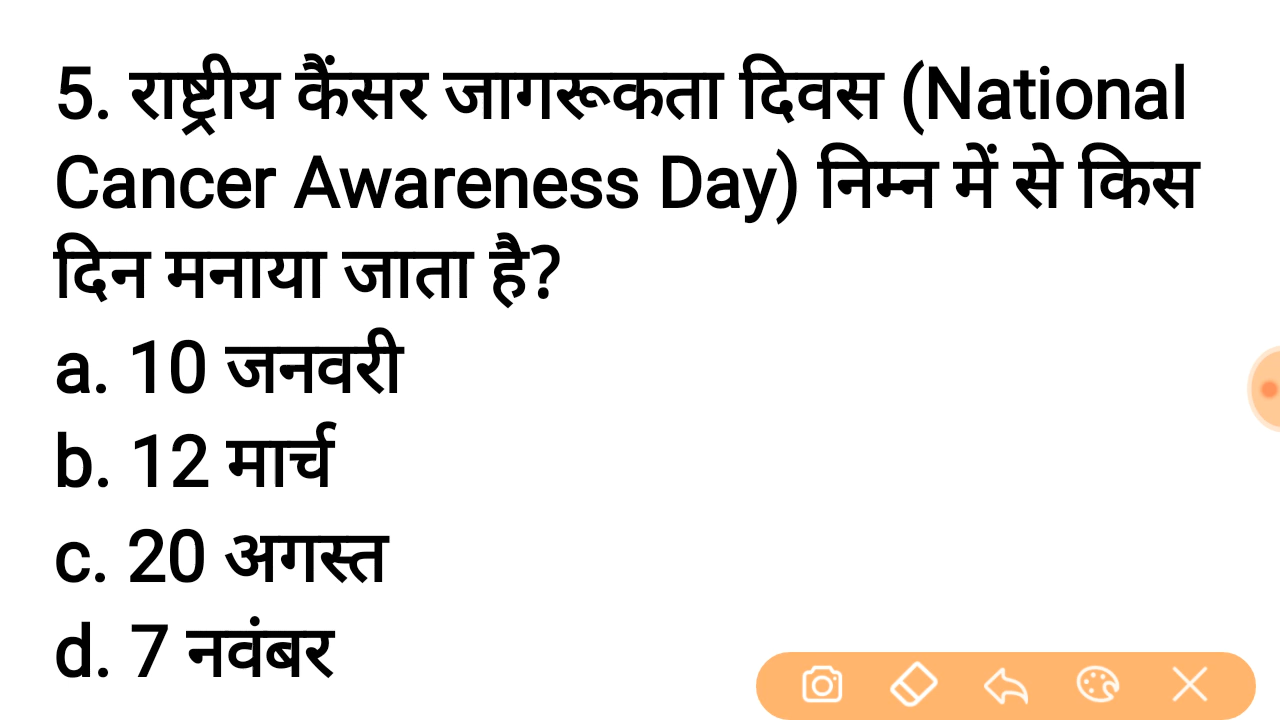 5. राष्ट्रीय कैंसर जागरूकता दिवस (National
Cancer Awareness Day) निम्न में से किस
दिन मनाया जाता है?
a. 10 जनवरी
b. 12 मार्च
c. 20 अगस्त
d. 7 नवंबर